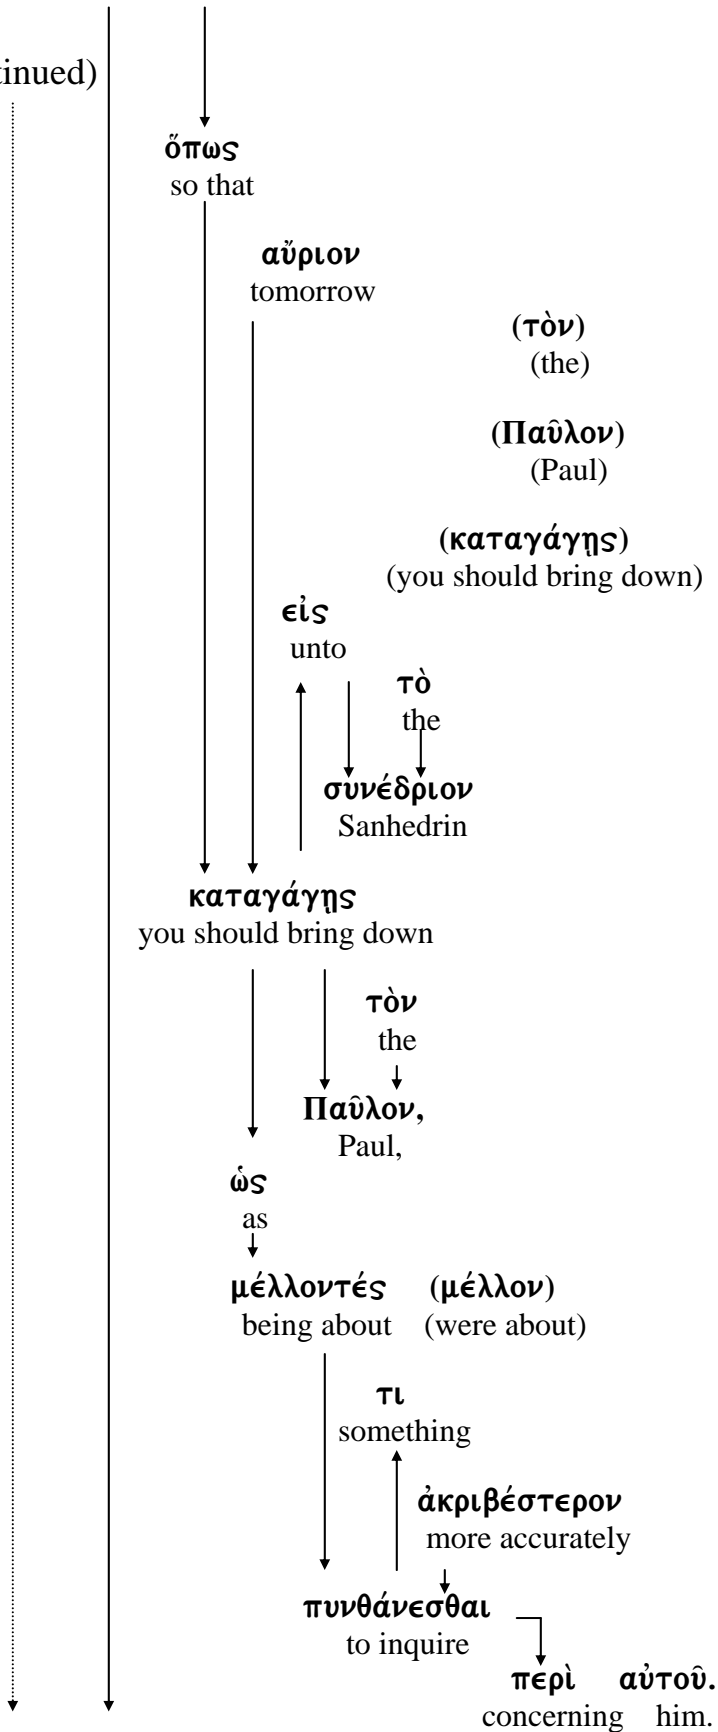 tinued)
ὅπως
so that
αὔριον
tomorrow
(τὸν)
(the)
(Παῦλον)
(Paul)
(καταγάγῃς)
(you should bring down)
εἰς
unto
τὸ
the
συνέδριον
Sanhedrin
καταγάγῃς
you should bring down
τὸν
the
Παῦλον,
Paul,
ὡς
as
μέλλοντές (μέλλον)
being about (were about)
τι
something
ἀκριβέστερον
more accurately
πυνθάνεσθαι
to inquire
περὶ αὐτοῦ.
concerning him.